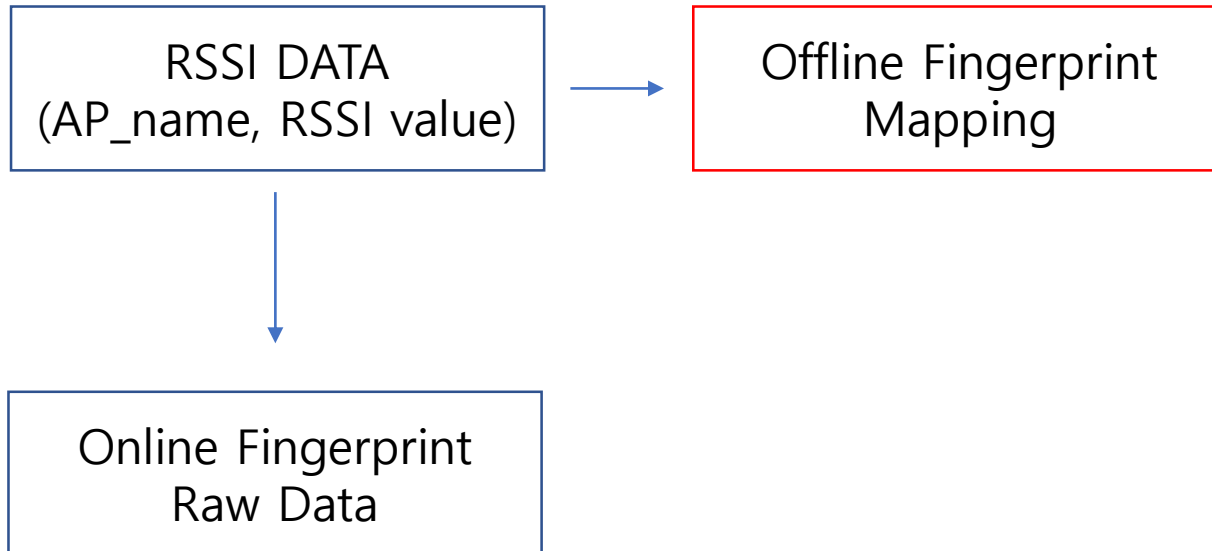 RSSI DATA
(AP_name, RSSI value)
Offline Fingerprint
Mapping
Online Fingerprint
Raw Data